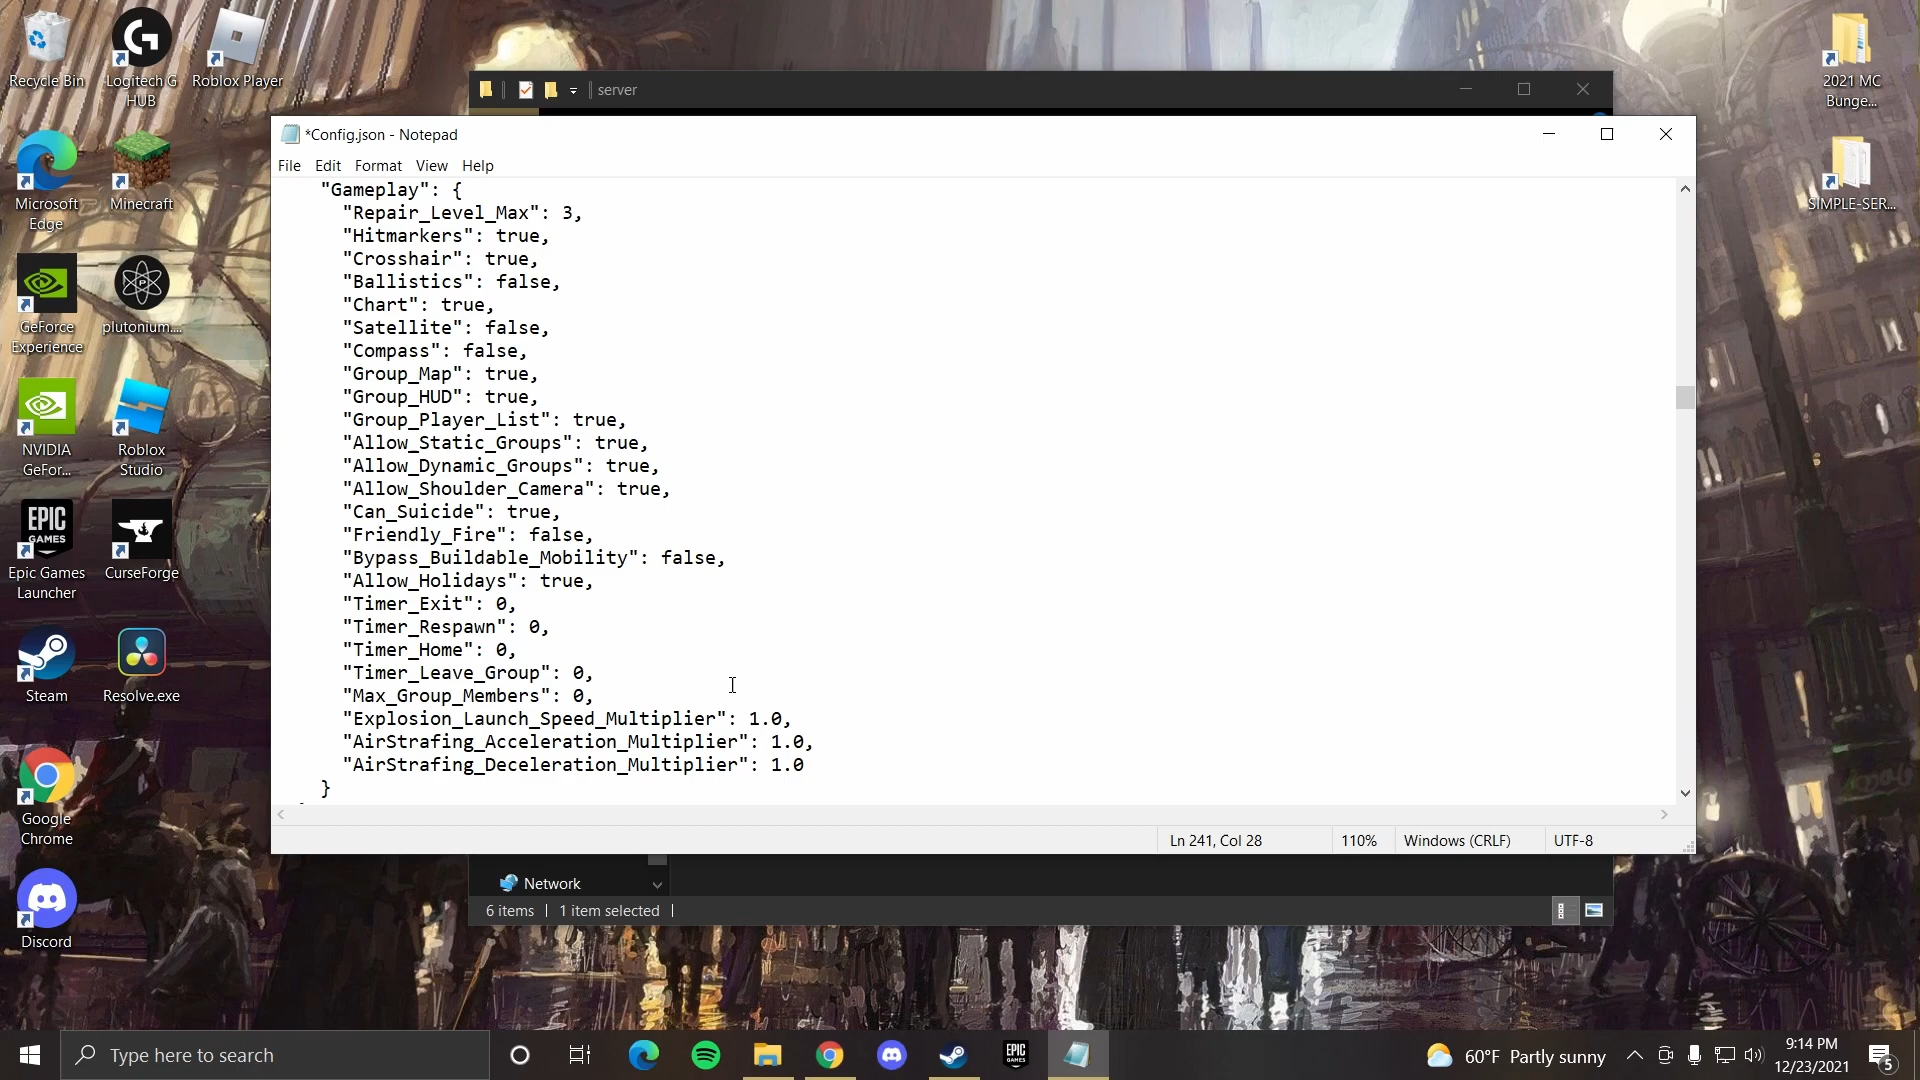 Recycle Bin
Logitech G
HUB
Roblox Player
2021 MC
Bunge...
server
*Config.json - Notepad
File Edit Format View Help
Microsoft
Edge
Minecraft
SIMPLE-SER...
"Gameplay": {
"Repair_Level_Max": 3,
"Hitmarkers": true,
"Crosshair": true,
"Ballistics": false,
"Chart": true,
"Satellite": false,
"Compass": false,
"Group_Map": true,
"Group_HUD": true,
"Group_Player_List": true,
"Allow_Static_Groups": true,
"Allow_Dynamic_Groups": true,
"Allow_Shoulder_Camera": true,
"Can_Suicide": true,
"Friendly_Fire": false,
"Bypass_Buildable_Mobility": false,
"Allow_Holidays": true,
"Timer_Exit": 0,
"Timer_Respawn": 0,
"Timer_Home": 0,
"Timer_Leave_Group": 0,
"Max_Group_Members": 0,
"Explosion_Launch_Speed_Multiplier": 1.0,
"AirStrafing_Acceleration_Multiplier": 1.0,
"AirStrafing_Deceleration_Multiplier": 1.0
}
GeForce
Experience
plutonium....
NVIDIA
GeFor...
Roblox
Studio
EPIC
GAMES
Epic Games
Launcher
CurseForge
Steam
Resolve.exe
Google
Chrome
Discord
Ln 241, Col 28
110%
Windows (CRLF)
UTF-8
Network
6 items
1 item selected
Type here to search
EPIC
GAMES
60°F Partly sunny
9:14 PM
12/23/2021
5